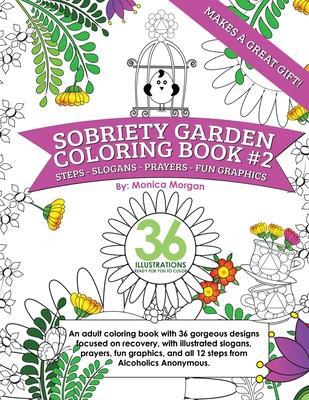 MAKES A GREAT GIFT!
SOBRIETY GARDEN
COLORING BOOK #2
STEPS - SLOGANS - PRAYERS - FUN GRAPHICS
By: Monica Morgan
36
ILLUSTRATIONS
READY FOR YOU TO COLOR
An adult coloring book with 36 gorgeous designs
focused on recovery, with illustrated slogans,
prayers, fun graphics, and all 12 steps from
Alcoholics Anonymous.